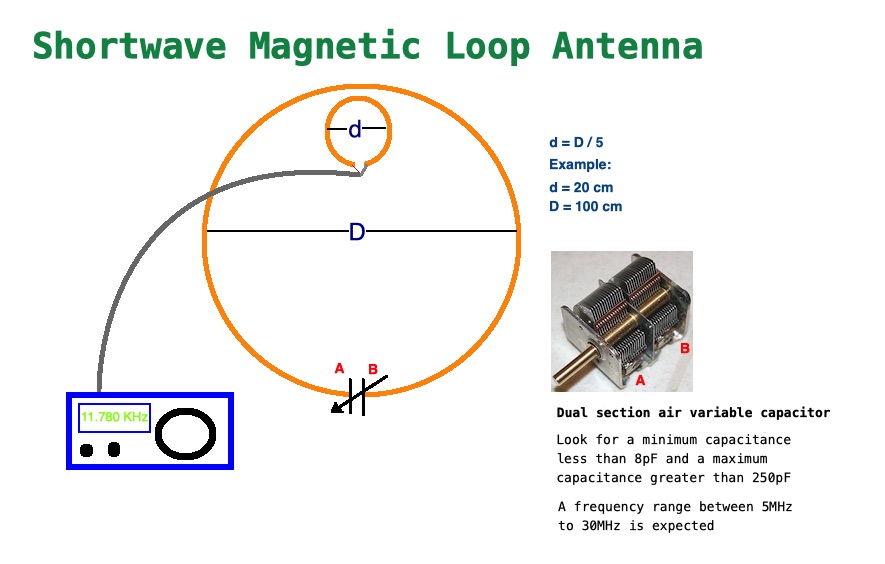 Shortwave Magnetic Loop Antenna
d
D
d = D / 5
Example:
d = 20 cm
D = 100 cm
A B
11.780 KHz
B
A
Dual section air variable capacitor
Look for a minimum capacitance
less than 8pF and a maximum
capacitance greater than 250pF
A frequency range between 5MHz
to 30MHz is expected